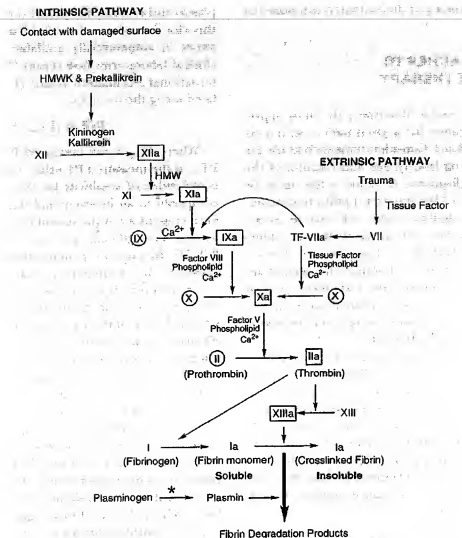 INTRINSIC PATHWAY
Contact with damaged surface
HMWK & Prekallikrein
Kininogen
Kallikrein
XII
XIIa
HMW
XI
XIa
EXTRINSIC PATHWAY
Trauma
Tissue Factor
IX
Ca2+
IXa
TF-VIIa
VII
Factor VIII
Phospholipid
Ca2+
Tissue Factor
Phospholipid
Ca2-
X
Xa
X
Factor V
Phospholipid
Ca2+
II
IIa
(Prothrombin)
(Thrombin)
XIIIa
XIII
I
Ia
Ia
(Fibrinogen)
(Fibrin monomer)
(Crosslinked Fibrin)
Soluble
Insoluble
Plasminogen
*
Plasmin
Fibrin Degradation Products